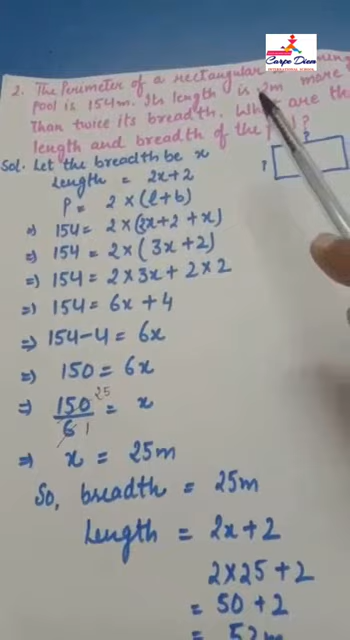 Carpe Diem
2. The Perimeter of a rectangular
pool is 154m. Its length is 2m more
Than twice its breadth. What are the
length and breadth of the
?
Sol. Let the breadth be x
?
Length = 2x+2
P = 2 × (l+b)
⇒ 154 = 2×(2x+2+x)
⇒ 154 = 2×(3x+2)
⇒ 154 = 2×3x + 2×2
⇒ 154 = 6x + 4
⇒ 154-4 = 6x
⇒ 150 = 6x
⇒ 150 25 = x
6 1
⇒ x = 25m
So, breadth = 25m
Length = 2x+2
2×25+2
= 50+2
= 52m